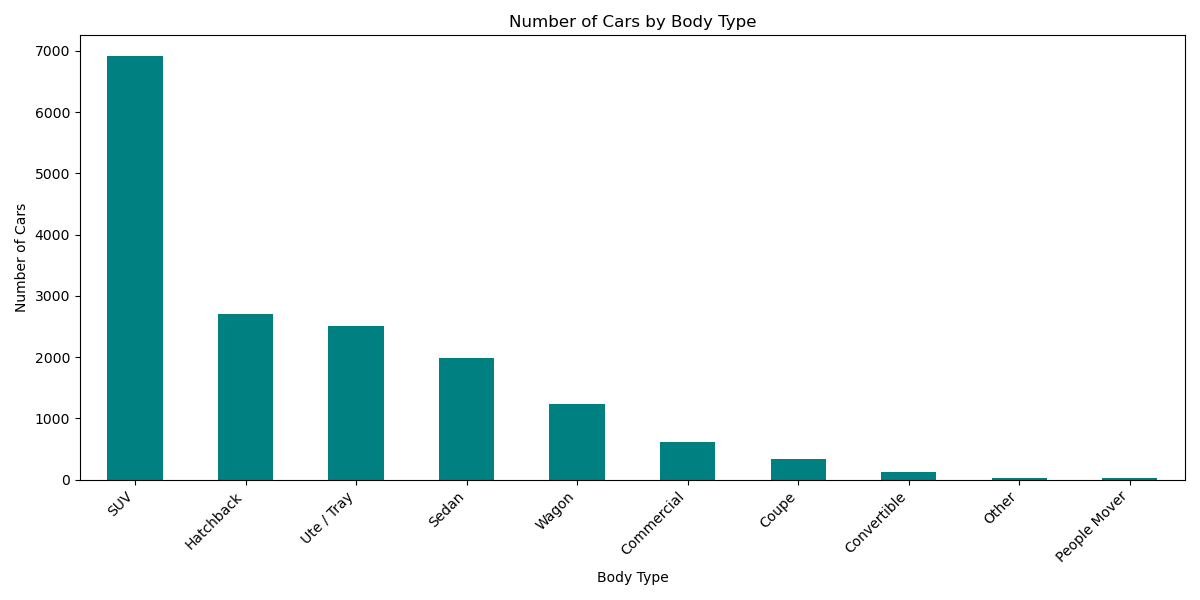 Number of Cars by Body Type
Number of Cars
7000
6000
5000
4000
3000
2000
1000
0
SUV
Hatchback
Ute / Tray
Sedan
Wagon
Commercial
Coupe
Convertible
Other
People Mover
Body Type